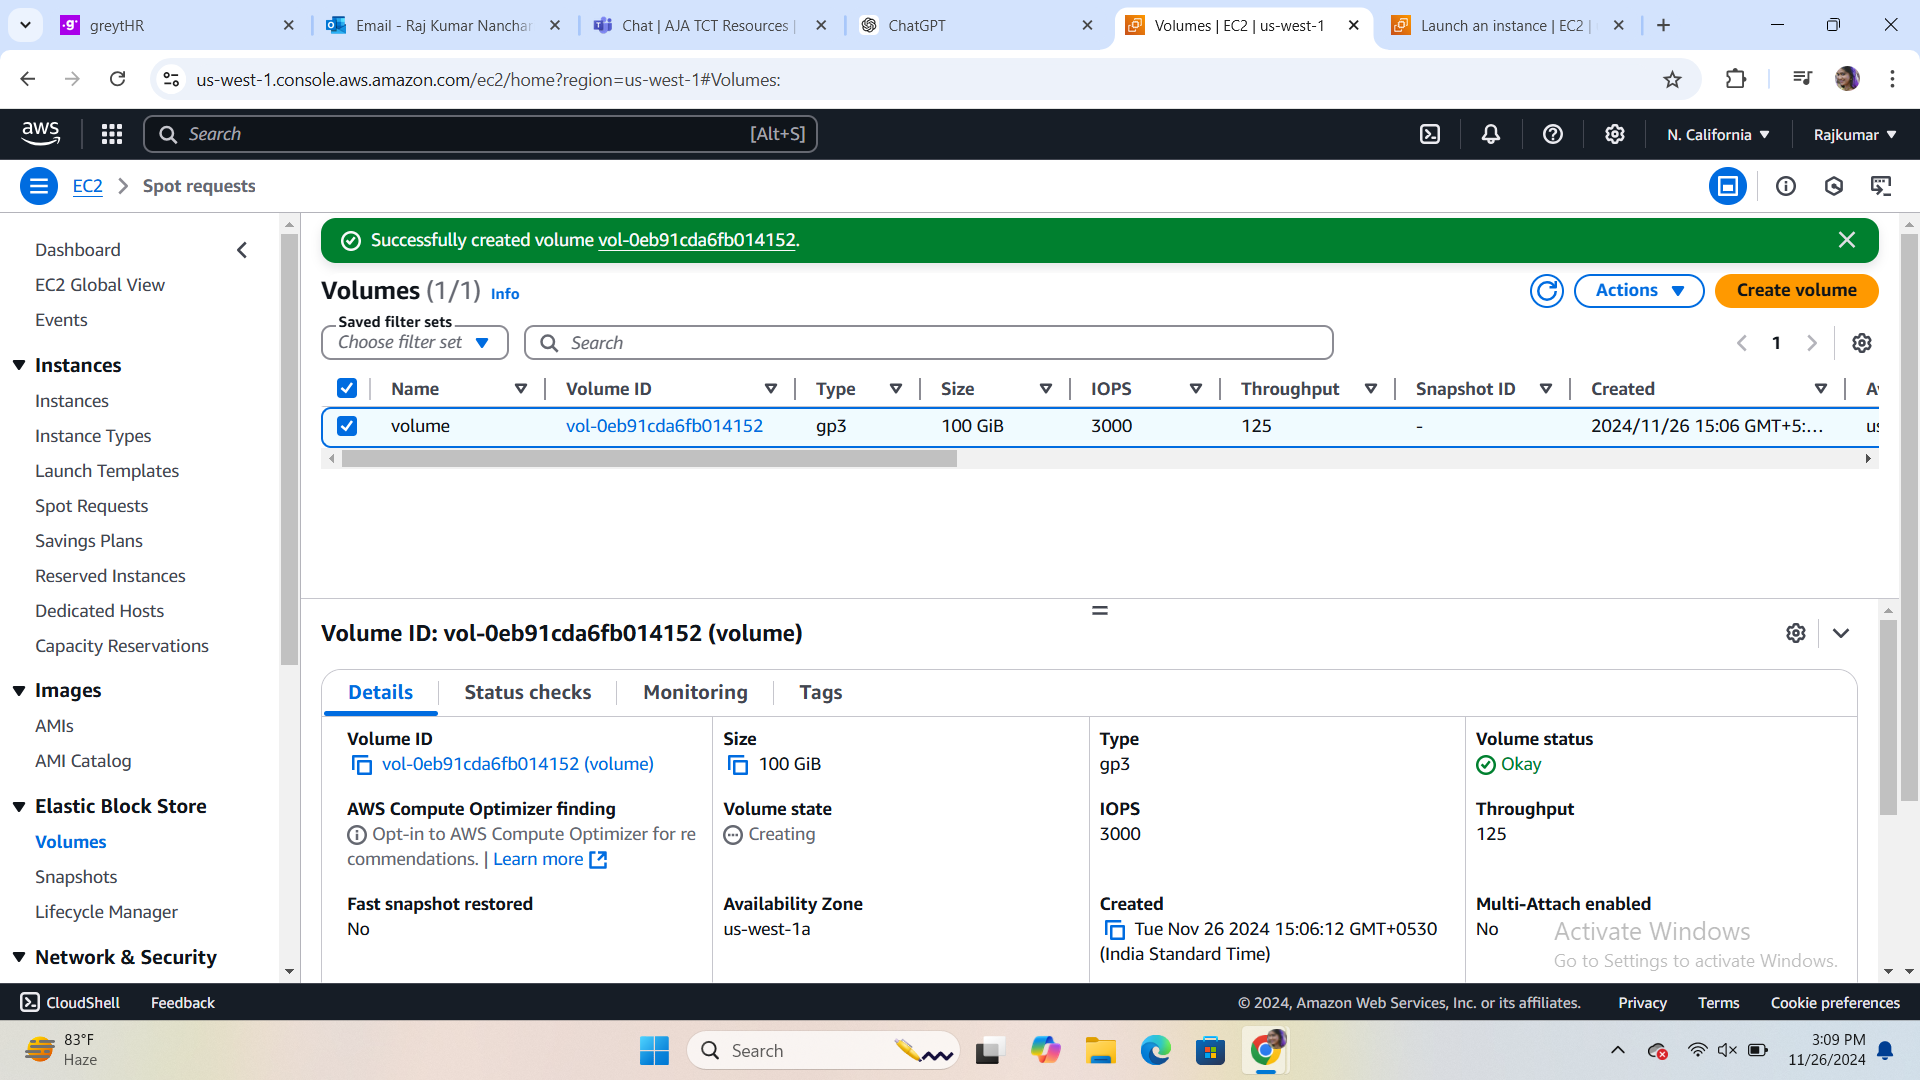 greytHR
Email - Raj Kumar Nanchar
Chat | AJA TCT Resources |
ChatGPT
Volumes | EC2 | us-west-1
Launch an instance | EC2 |
us-west-1.console.aws.amazon.com/ec2/home?region=us-west-1#Volumes:
aws
Search [Alt+S]
N. California
Rajkumar
EC2 > Spot requests
Dashboard
EC2 Global View
Events
Instances
Instances
Instance Types
Launch Templates
Spot Requests
Savings Plans
Reserved Instances
Dedicated Hosts
Capacity Reservations
Images
AMIs
AMI Catalog
Elastic Block Store
Volumes
Snapshots
Lifecycle Manager
Network & Security
Successfully created volume vol-0eb91cda6fb014152.
Volumes (1/1) Info
Actions
Create volume
Saved filter sets
Choose filter set
Search
1
Name Volume ID Type Size IOPS Throughput Snapshot ID Created
volume vol-0eb91cda6fb014152 gp3 100 GiB 3000 125 - 2024/11/26 15:06 GMT+5:...
Volume ID: vol-0eb91cda6fb014152 (volume)
Details Status checks Monitoring Tags
Volume ID
vol-0eb91cda6fb014152 (volume)
Size
100 GiB
Type
gp3
Volume status
Okay
AWS Compute Optimizer finding
Opt-in to AWS Compute Optimizer for re
commendations. | Learn more
Volume state
Creating
IOPS
3000
Throughput
125
Fast snapshot restored
No
Availability Zone
us-west-1a
Created
Tue Nov 26 2024 15:06:12 GMT+0530
(India Standard Time)
Multi-Attach enabled
No
Activate Windows
Go to Settings to activate Windows.
CloudShell Feedback
© 2024, Amazon Web Services, Inc. or its affiliates. Privacy Terms Cookie preferences
83°F
Haze
Search
3:09 PM
11/26/2024